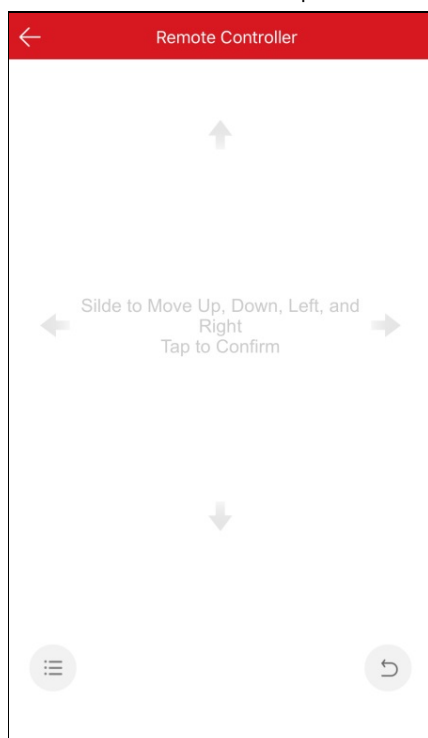 Remote Controller
Silde to Move Up, Down, Left, and
Right
Tap to Confirm